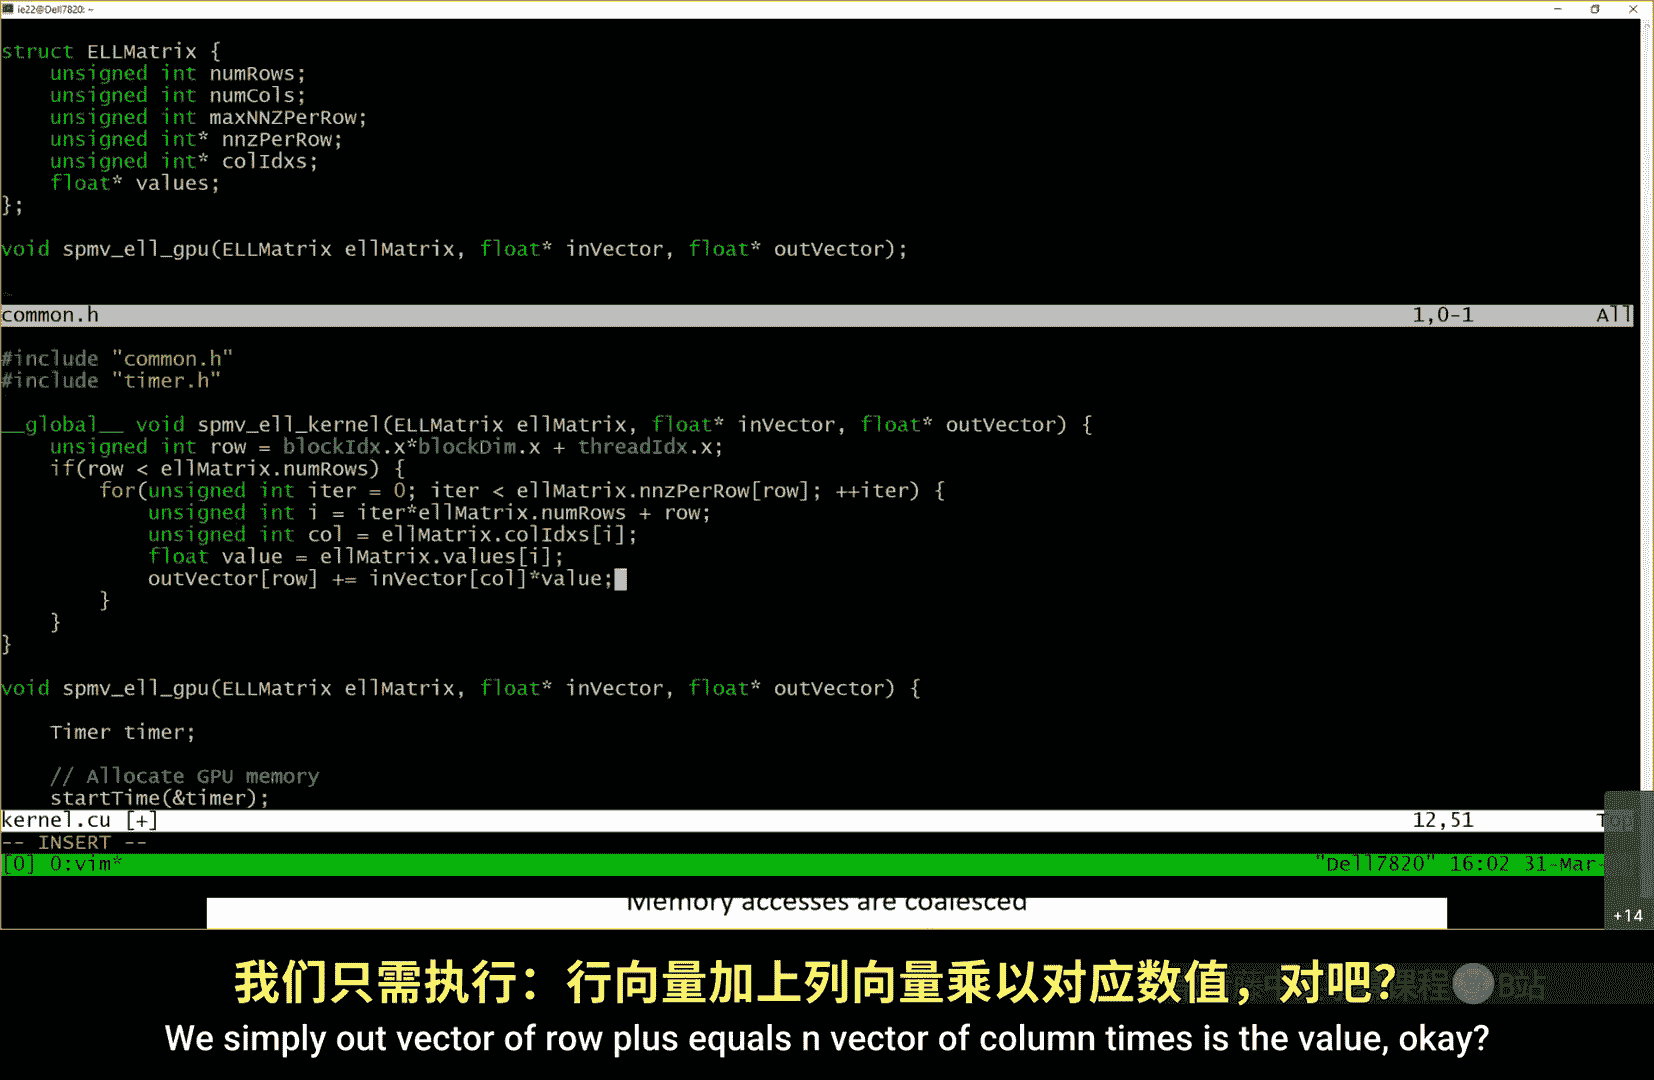 ie22@Dell7820: ~
struct ELLMatrix {
    unsigned int numRows;
    unsigned int numCols;
    unsigned int maxNNZPerRow;
    unsigned int* nnzPerRow;
    unsigned int* colIdxs;
    float* values;
};
void spmv_ell_gpu(ELLMatrix ellMatrix, float* inVector, float* outVector);
common.h 1,0-1 All
#include "common.h"
#include "timer.h"
__global__ void spmv_ell_kernel(ELLMatrix ellMatrix, float* inVector, float* outVector) {
    unsigned int row = blockIdx.x*blockDim.x + threadIdx.x;
    if(row < ellMatrix.numRows) {
        for(unsigned int iter = 0; iter < ellMatrix.nnzPerRow[row]; ++iter) {
            unsigned int i = iter*ellMatrix.numRows + row;
            unsigned int col = ellMatrix.colIdxs[i];
            float value = ellMatrix.values[i];
            outVector[row] += inVector[col]*value;
        }
    }
}
void spmv_ell_gpu(ELLMatrix ellMatrix, float* inVector, float* outVector) {
    Timer timer;
    // Allocate GPU memory
    startTime(&timer);
kernel.cu [+] 12,51 Top
-- INSERT --
[0] 0:vim* "Dell7820" 16:02 31-Mar-
Memory accesses are coalesced
+14
我们只需执行：行向量加上列向量乘以对应数值，对吧？
课程 B站
We simply out vector of row plus equals n vector of column times is the value, okay?